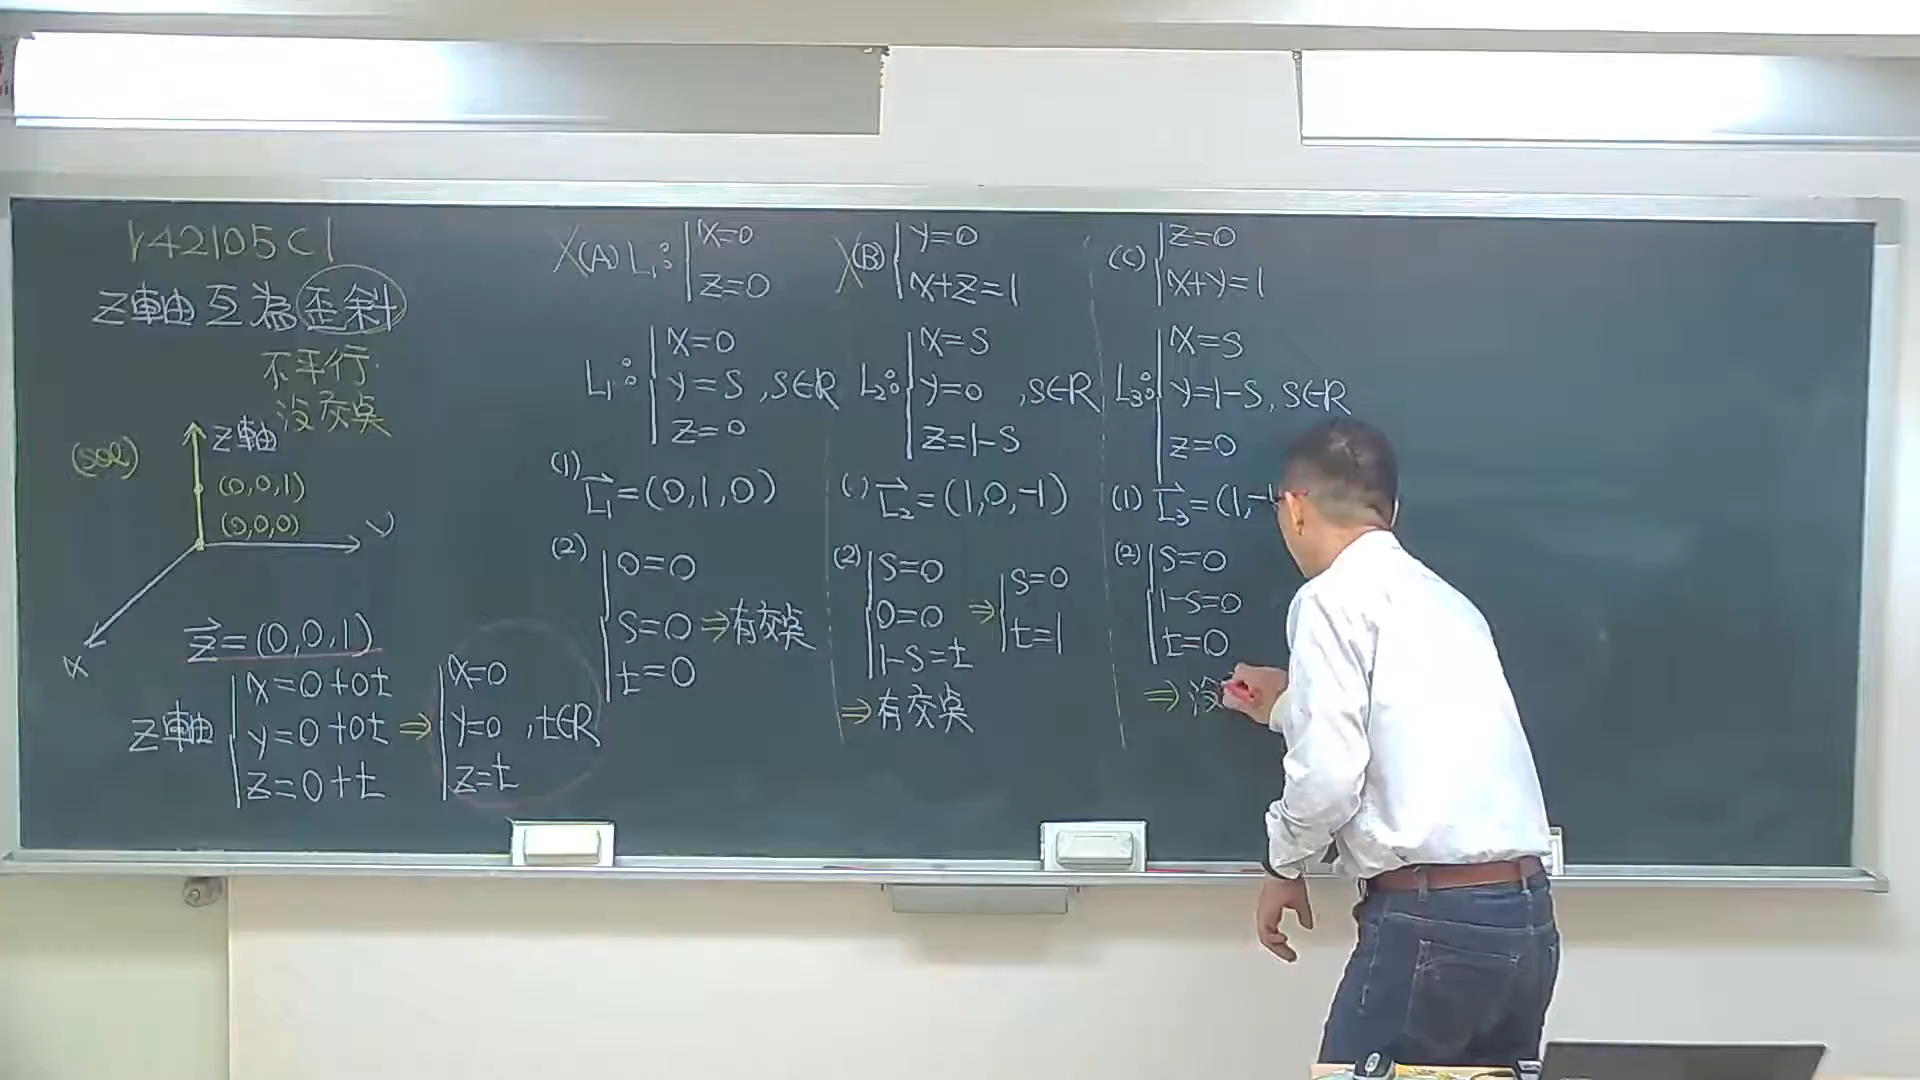 142105C1
Z軸互為歪斜
不平行
沒交點
(sol)
Z軸
(0,0,1)
(0,0,0)
y
x
Z⃗=(0,0,1)
Z軸
x=0+0t
y=0+0t
z=0+t
⇒
x=0
y=0 ,t∈R
z=t
X(A) L₁:
x=0
z=0
L₁:
x=0
y=s ,s∈R
z=0
(1) L₁⃗=(0,1,0)
(2)
0=0
s=0 ⇒有交點
t=0
X(B)
y=0
x+z=1
L₂:
x=s
y=0 ,s∈R
z=1-s
(1) L₂⃗=(1,0,-1)
(2)
s=0
0=0
1-s=t
⇒
s=0
t=1
⇒有交點
(C)
z=0
x+y=1
L₃:
x=s
y=1-s,s∈R
z=0
(1) L₃⃗=(1,-1
(2)
s=0
1-s=0
t=0
⇒沒